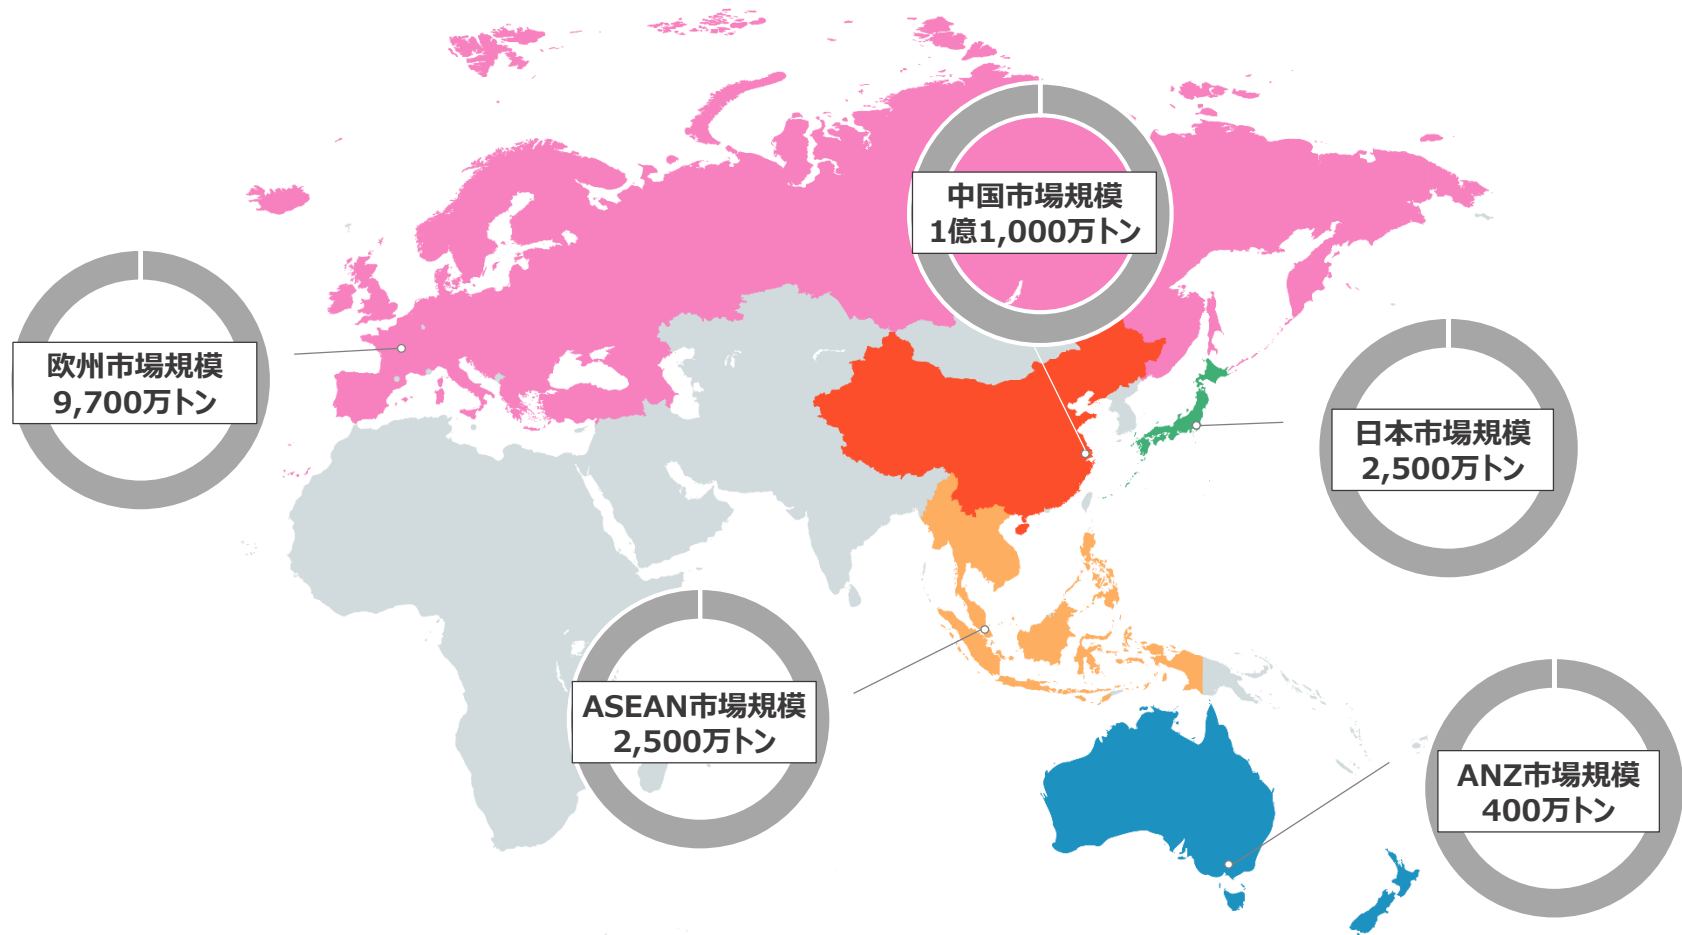 中国市場規模
1億1,000万トン
欧州市場規模
9,700万トン
日本市場規模
2,500万トン
ASEAN市場規模
2,500万トン
ANZ市場規模
400万トン